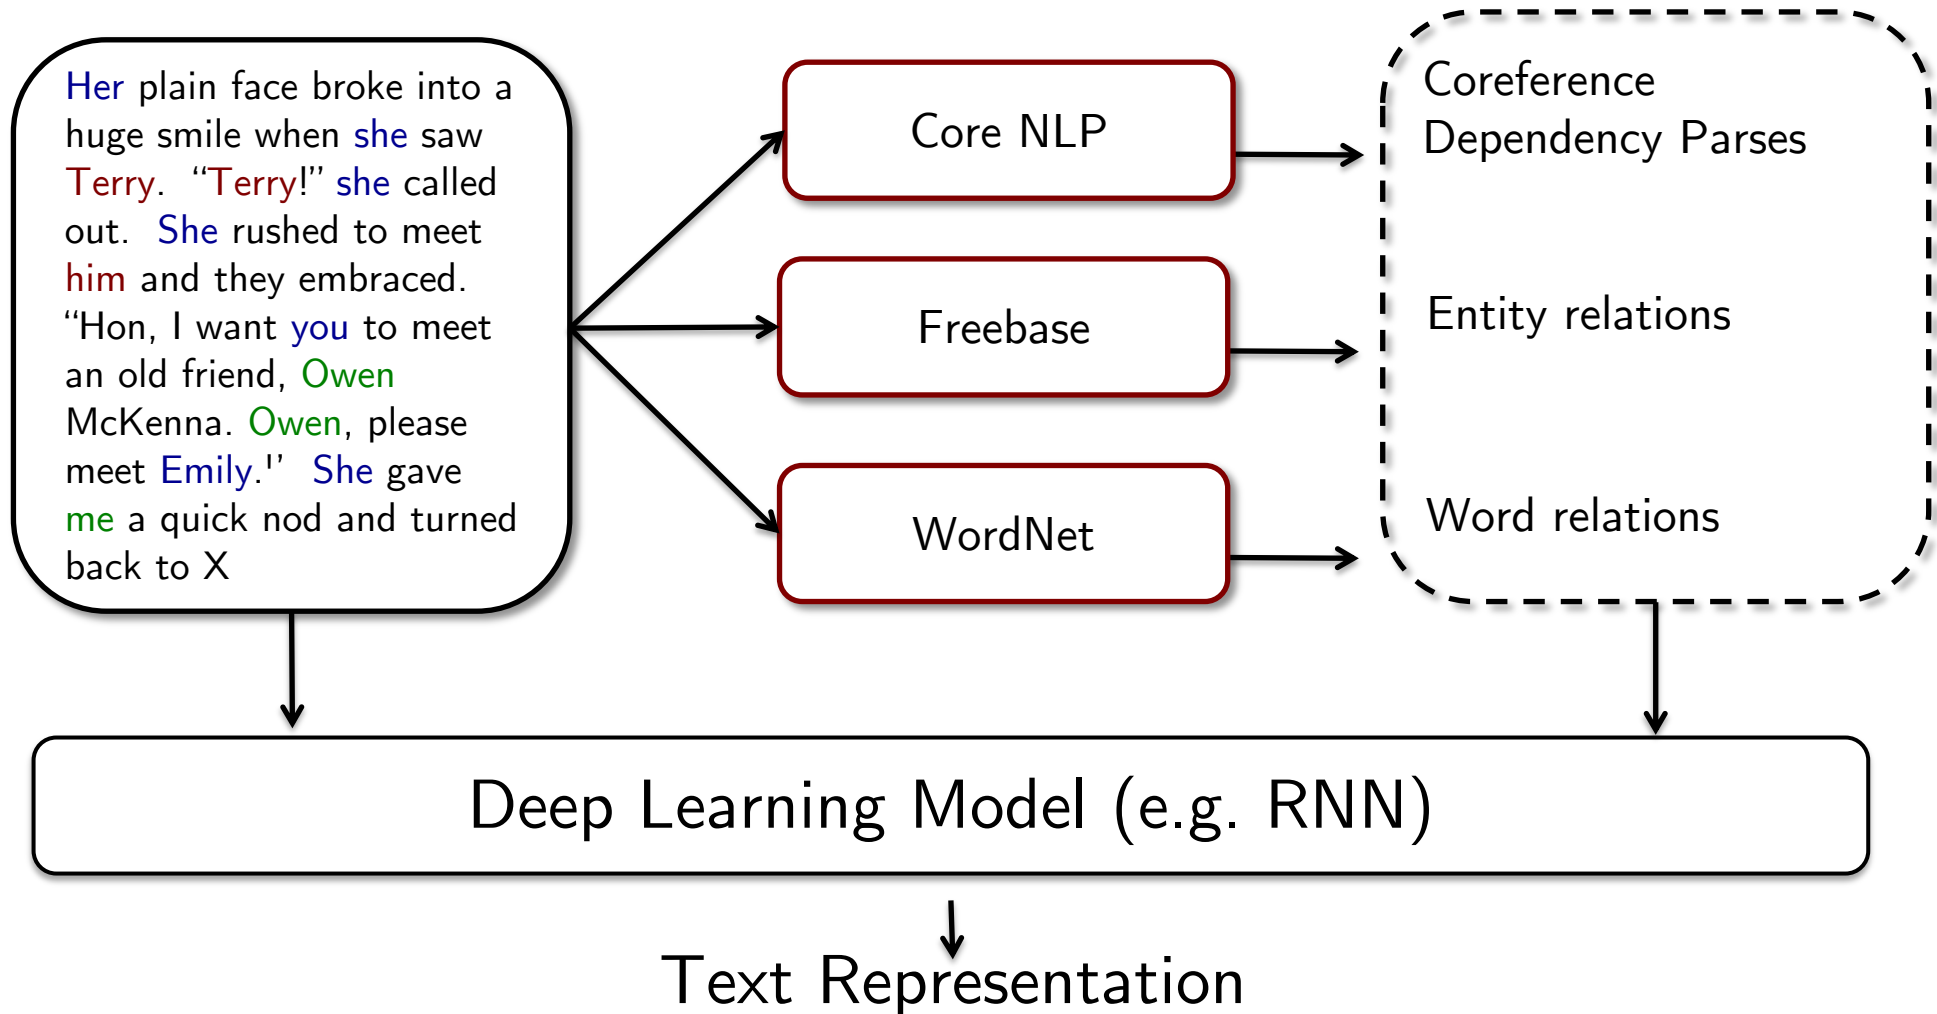 Her plain face broke into a
huge smile when she saw
Terry. “Terry!” she called
out. She rushed to meet
him and they embraced.
“Hon, I want you to meet
an old friend, Owen
McKenna. Owen, please
meet Emily.'’ She gave
me a quick nod and turned
back to X
Core NLP
Freebase
WordNet
Coreference
Dependency Parses
Entity relations
Word relations
Deep Learning Model (e.g. RNN)
Text Representation